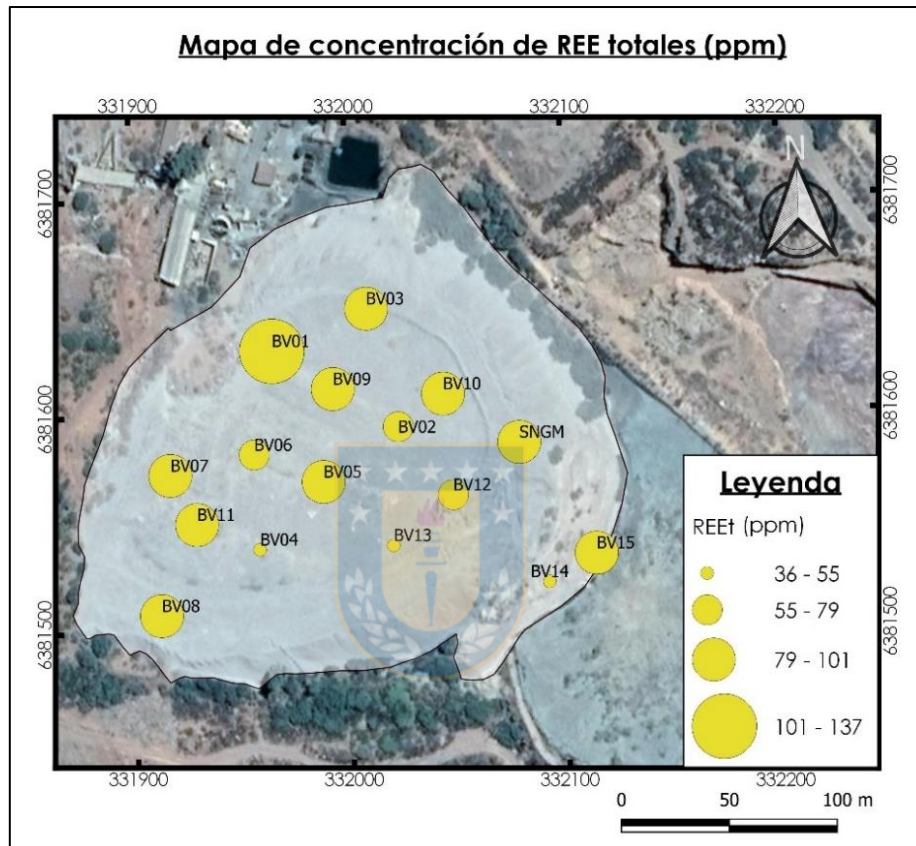 Mapa de concentración de REE totales (ppm)
331900 332000 332100 332200
6381700 6381700
N
BV03
BV01
BV09
BV10
6381600 6381600
BV02
SNGM
BV06
BV07
BV05
BV12
BV11
BV04
BV13
BV14
BV15
BV08
6381500 6381500
Leyenda
REEt (ppm)
36 - 55
55 - 79
79 - 101
101 - 137
331900 332000 332100 332200
0 50 100 m